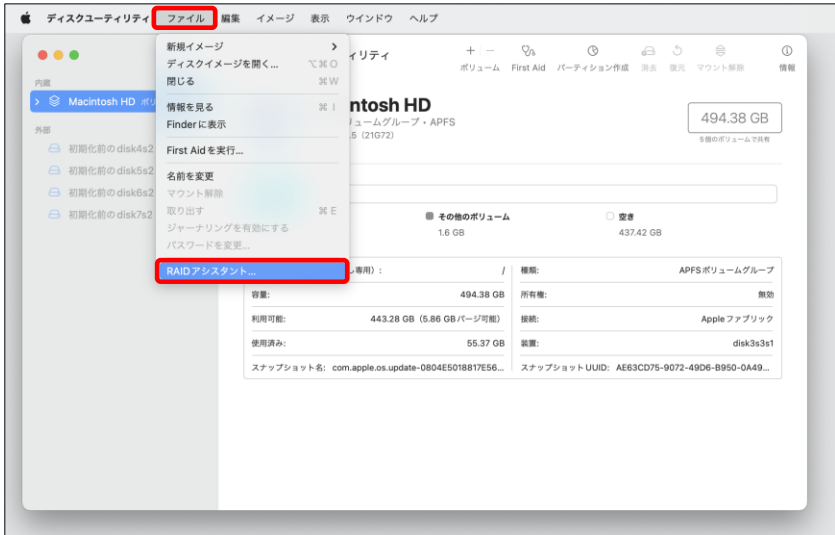 ディスクユーティリティ ファイル 編集 イメージ 表示 ウインドウ ヘルプ
新規イメージ
ディスクイメージを開く... ⌥⌘O
閉じる ⌘W
情報を見る ⌘I
Finderに表示
First Aidを実行...
名前を変更
マウント解除
取り出す ⌘E
ジャーナリングを有効にする
パスワードを変更...
RAIDアシスタント...
内蔵
Macintosh HD ボリ
外部
初期化前のdisk4s2
初期化前のdisk5s2
初期化前のdisk6s2
初期化前のdisk7s2
ィリティ
ボリューム First Aid パーティション作成 消去 復元 マウント解除 情報
ntosh HD
リュームグループ・APFS
.5 (21G72)
494.38 GB
5個のボリュームで共有
その他のボリューム
1.6 GB
空き
437.42 GB
し専用): / 種類: APFSボリュームグループ
容量: 494.38 GB 所有権: 無効
利用可能: 443.28 GB (5.86 GBパージ可能) 接続: Appleファブリック
使用済み: 55.37 GB 装置: disk3s3s1
スナップショット名: com.apple.os.update-0804E5018817E56... スナップショットUUID: AE63CD75-9072-49D6-B950-0A49...